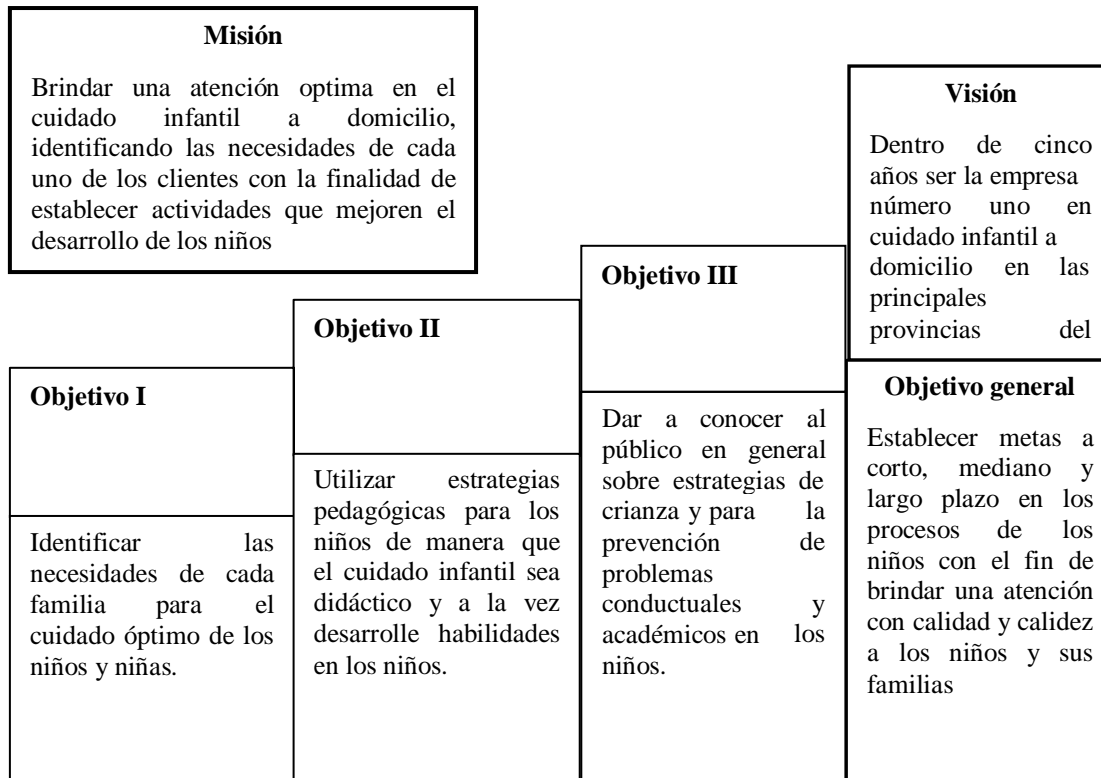 Misión
Brindar una atención optima en el
cuidado infantil a domicilio,
identificando las necesidades de cada
uno de los clientes con la finalidad de
establecer actividades que mejoren el
desarrollo de los niños
Visión
Dentro de cinco
años ser la empresa
número uno en
cuidado infantil a
domicilio en las
principales
provincias del
Objetivo I
Identificar las
necesidades de cada
familia para el
cuidado óptimo de los
niños y niñas.
Objetivo II
Utilizar estrategias
pedagógicas para los
niños de manera que
el cuidado infantil sea
didáctico y a la vez
desarrolle habilidades
en los niños.
Objetivo III
Dar a conocer al
público en general
sobre estrategias de
crianza y para la
prevención de
problemas
conductuales y
académicos en los
niños.
Objetivo general
Establecer metas a
corto, mediano y
largo plazo en los
procesos de los
niños con el fin de
brindar una atención
con calidad y calidez
a los niños y sus
familias